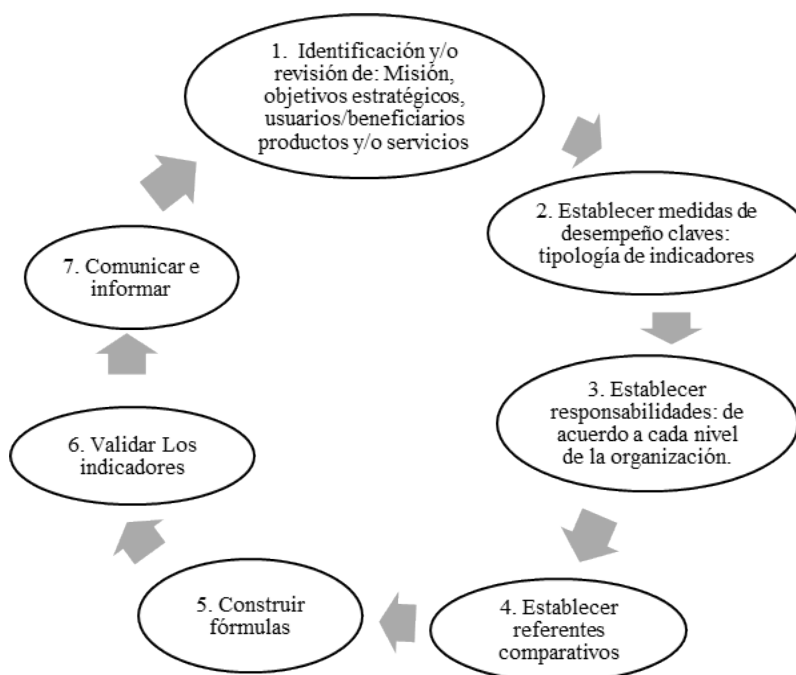 1. Identificación y/o
revisión de: Misión,
objetivos estratégicos,
usuarios/beneficiarios
productos y/o servicios
2. Establecer medidas de
desempeño claves:
tipología de indicadores
3. Establecer
responsabilidades: de
acuerdo a cada nivel
de la organización.
4. Establecer
referentes
comparativos
5. Construir
fórmulas
6. Validar Los
indicadores
7. Comunicar e
informar